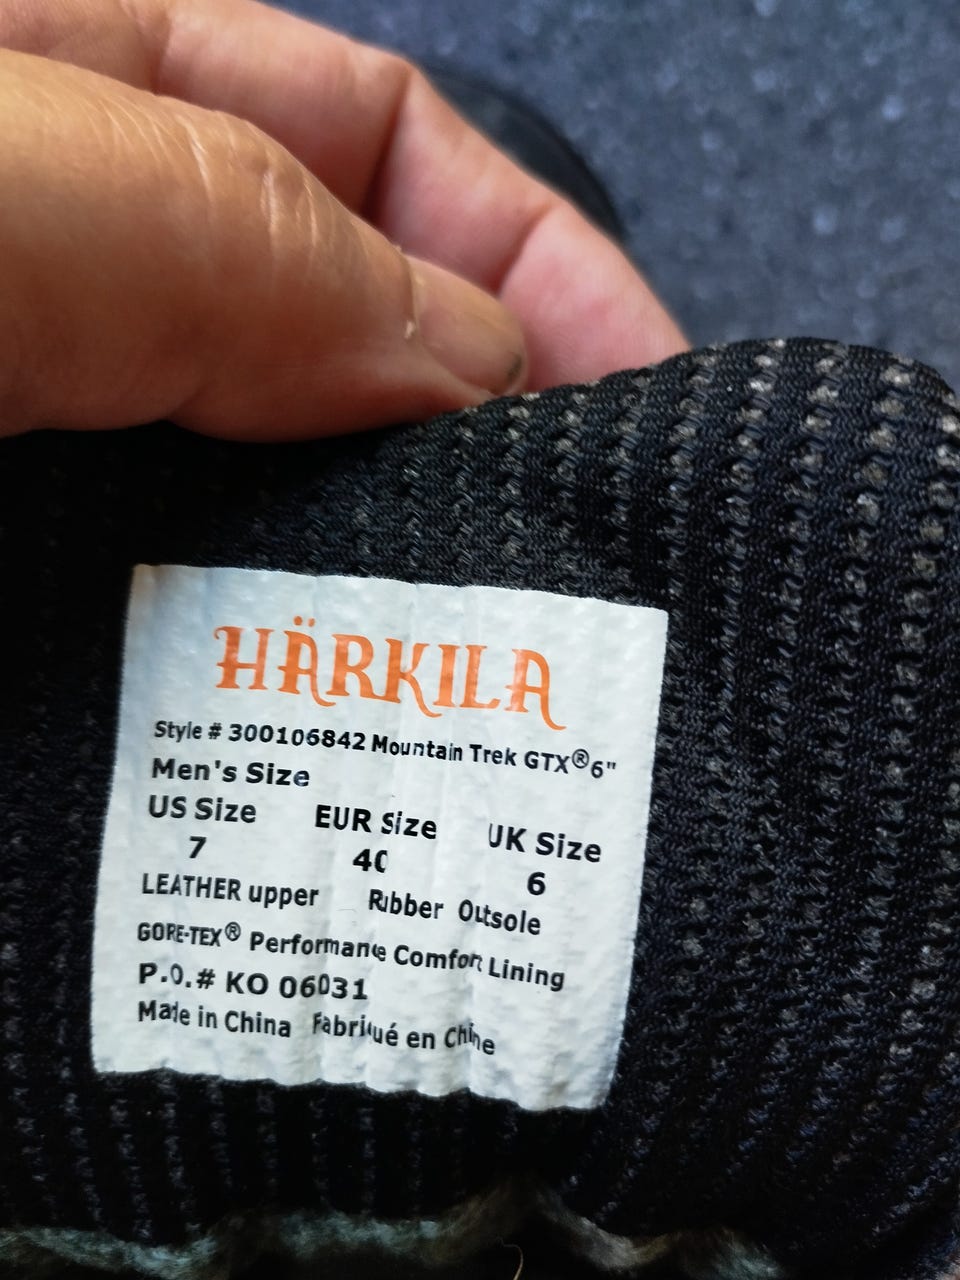 HÄRKILA
Style # 300106842 Mountain Trek GTX®6"
Men's Size
US Size EUR Size UK Size
7 40 6
LEATHER upper Rubber Outsole
GORE-TEX® Performance Comfort Lining
P.O.# KO 06031
Made in China Fabriqué en Chine